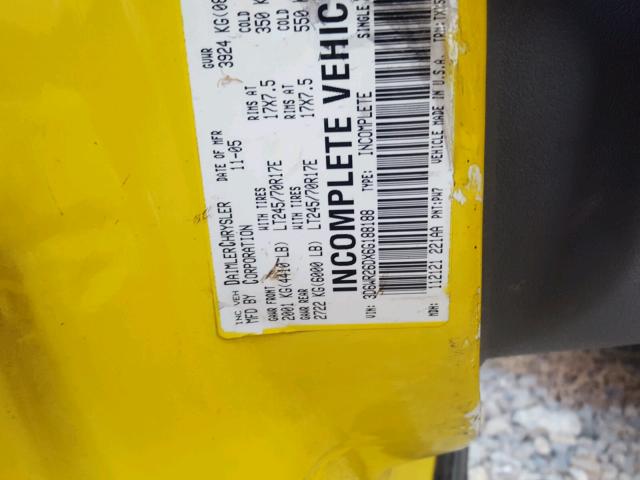 INC VEH DAIMLERCHRYSLER DATE OF MFR GVWR
MFD BY CORPORATION 11-05 3924 KG(
GAWR FRONT WITH TIRES RIMS AT COLD
2001 KG(4410 LB) LT245/70R17E 17X7.5 350 K
GAWR REAR WITH TIRES RIMS AT COLD
2722 KG(6000 LB) LT245/70R17E 17X7.5 550 K
INCOMPLETE VEHIC
VIN: TYPE: INCOMPLETE SINGLE
MDH: 112121 221AA PNT:PW7 VEHICLE MADE IN U.S.A.